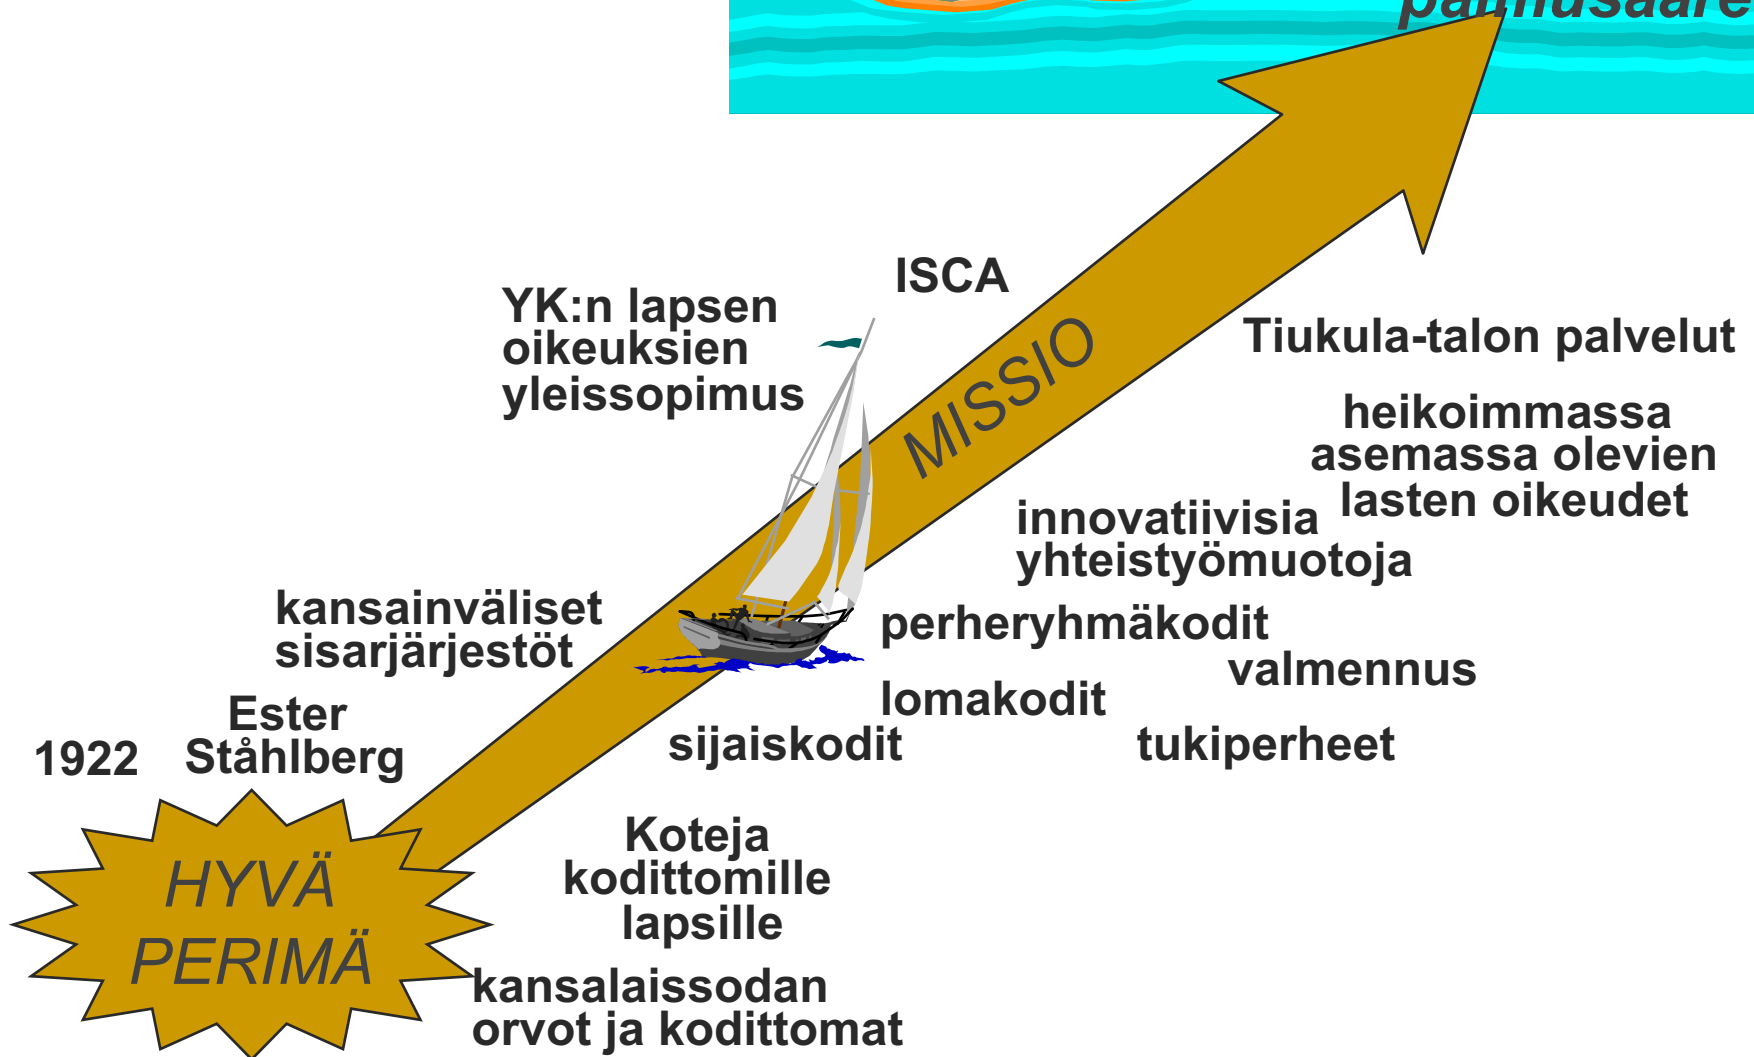 ISCA
YK:n lapsen
oikeuksien
yleissopimus
MISSIO
Tiukula-talon palvelut
heikoimmassa
asemassa olevien
lasten oikeudet
innovatiivisia
yhteistyömuotoja
kansainväliset
sisarjärjestöt
perheryhmäkodit
valmennus
lomakodit
sijaiskodit
tukiperheet
Ester
Ståhlberg
1922
HYVÄ
PERIMÄ
Koteja
kodittomille
lapsille
kansalaissodan
orvot ja kodittomat